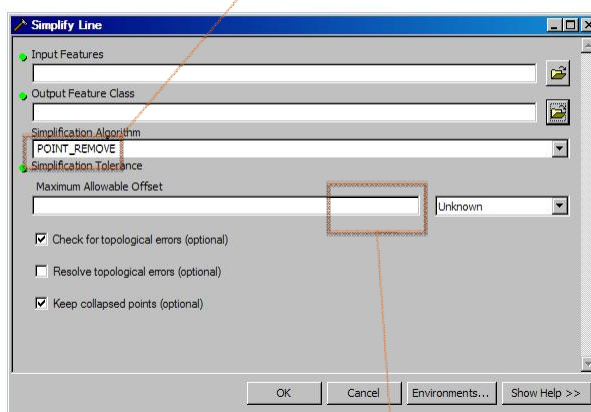 Simplify Line
Input Features
Output Feature Class
Simplification Algorithm
POINT_REMOVE
Simplification Tolerance
Maximum Allowable Offset
Unknown
Check for topological errors (optional)
Resolve topological errors (optional)
Keep collapsed points (optional)
OK Cancel Environments... Show Help >>